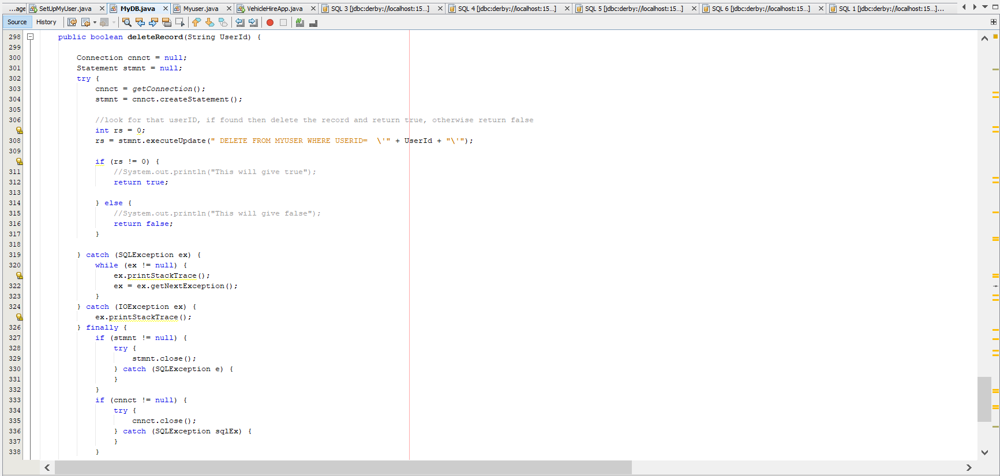 ...age SetUpMyUser.java MyDB.java Myuser.java VehicleHireApp.java SQL 3 [jdbc:derby://localhost:15...] SQL 4 [jdbc:derby://localhost:15...] SQL 5 [jdbc:derby://localhost:15...] SQL 6 [jdbc:derby://localhost:15...] SQL 1 [jdbc:derby://localhost:15...]...
Source History
298 public boolean deleteRecord(String UserId) {
299
300 Connection cnnct = null;
301 Statement stmnt = null;
302 try {
303 cnnct = getConnection();
304 stmnt = cnnct.createStatement();
305
306 //look for that userID, if found then delete the record and return true, otherwise return false
int rs = 0;
308 rs = stmnt.executeUpdate(" DELETE FROM MYUSER WHERE USERID=  \'" + UserId + "\'");
309
if (rs != 0) {
311 //System.out.println("This will give true");
312 return true;
313
314 } else {
315 //System.out.println("This will give false");
316 return false;
317 }
318
319 } catch (SQLException ex) {
320 while (ex != null) {
ex.printStackTrace();
322 ex = ex.getNextException();
323 }
324 } catch (IOException ex) {
ex.printStackTrace();
326 } finally {
327 if (stmnt != null) {
328 try {
329 stmnt.close();
330 } catch (SQLException e) {
331 }
332 }
333 if (cnnct != null) {
334 try {
335 cnnct.close();
336 } catch (SQLException sqlEx) {
337 }
338 }